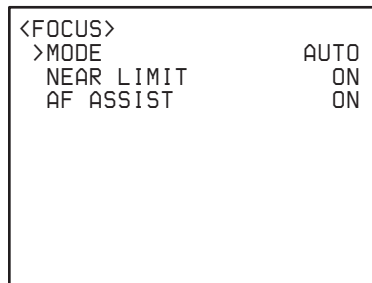 <FOCUS>
>MODE AUTO
NEAR LIMIT ON
AF ASSIST ON